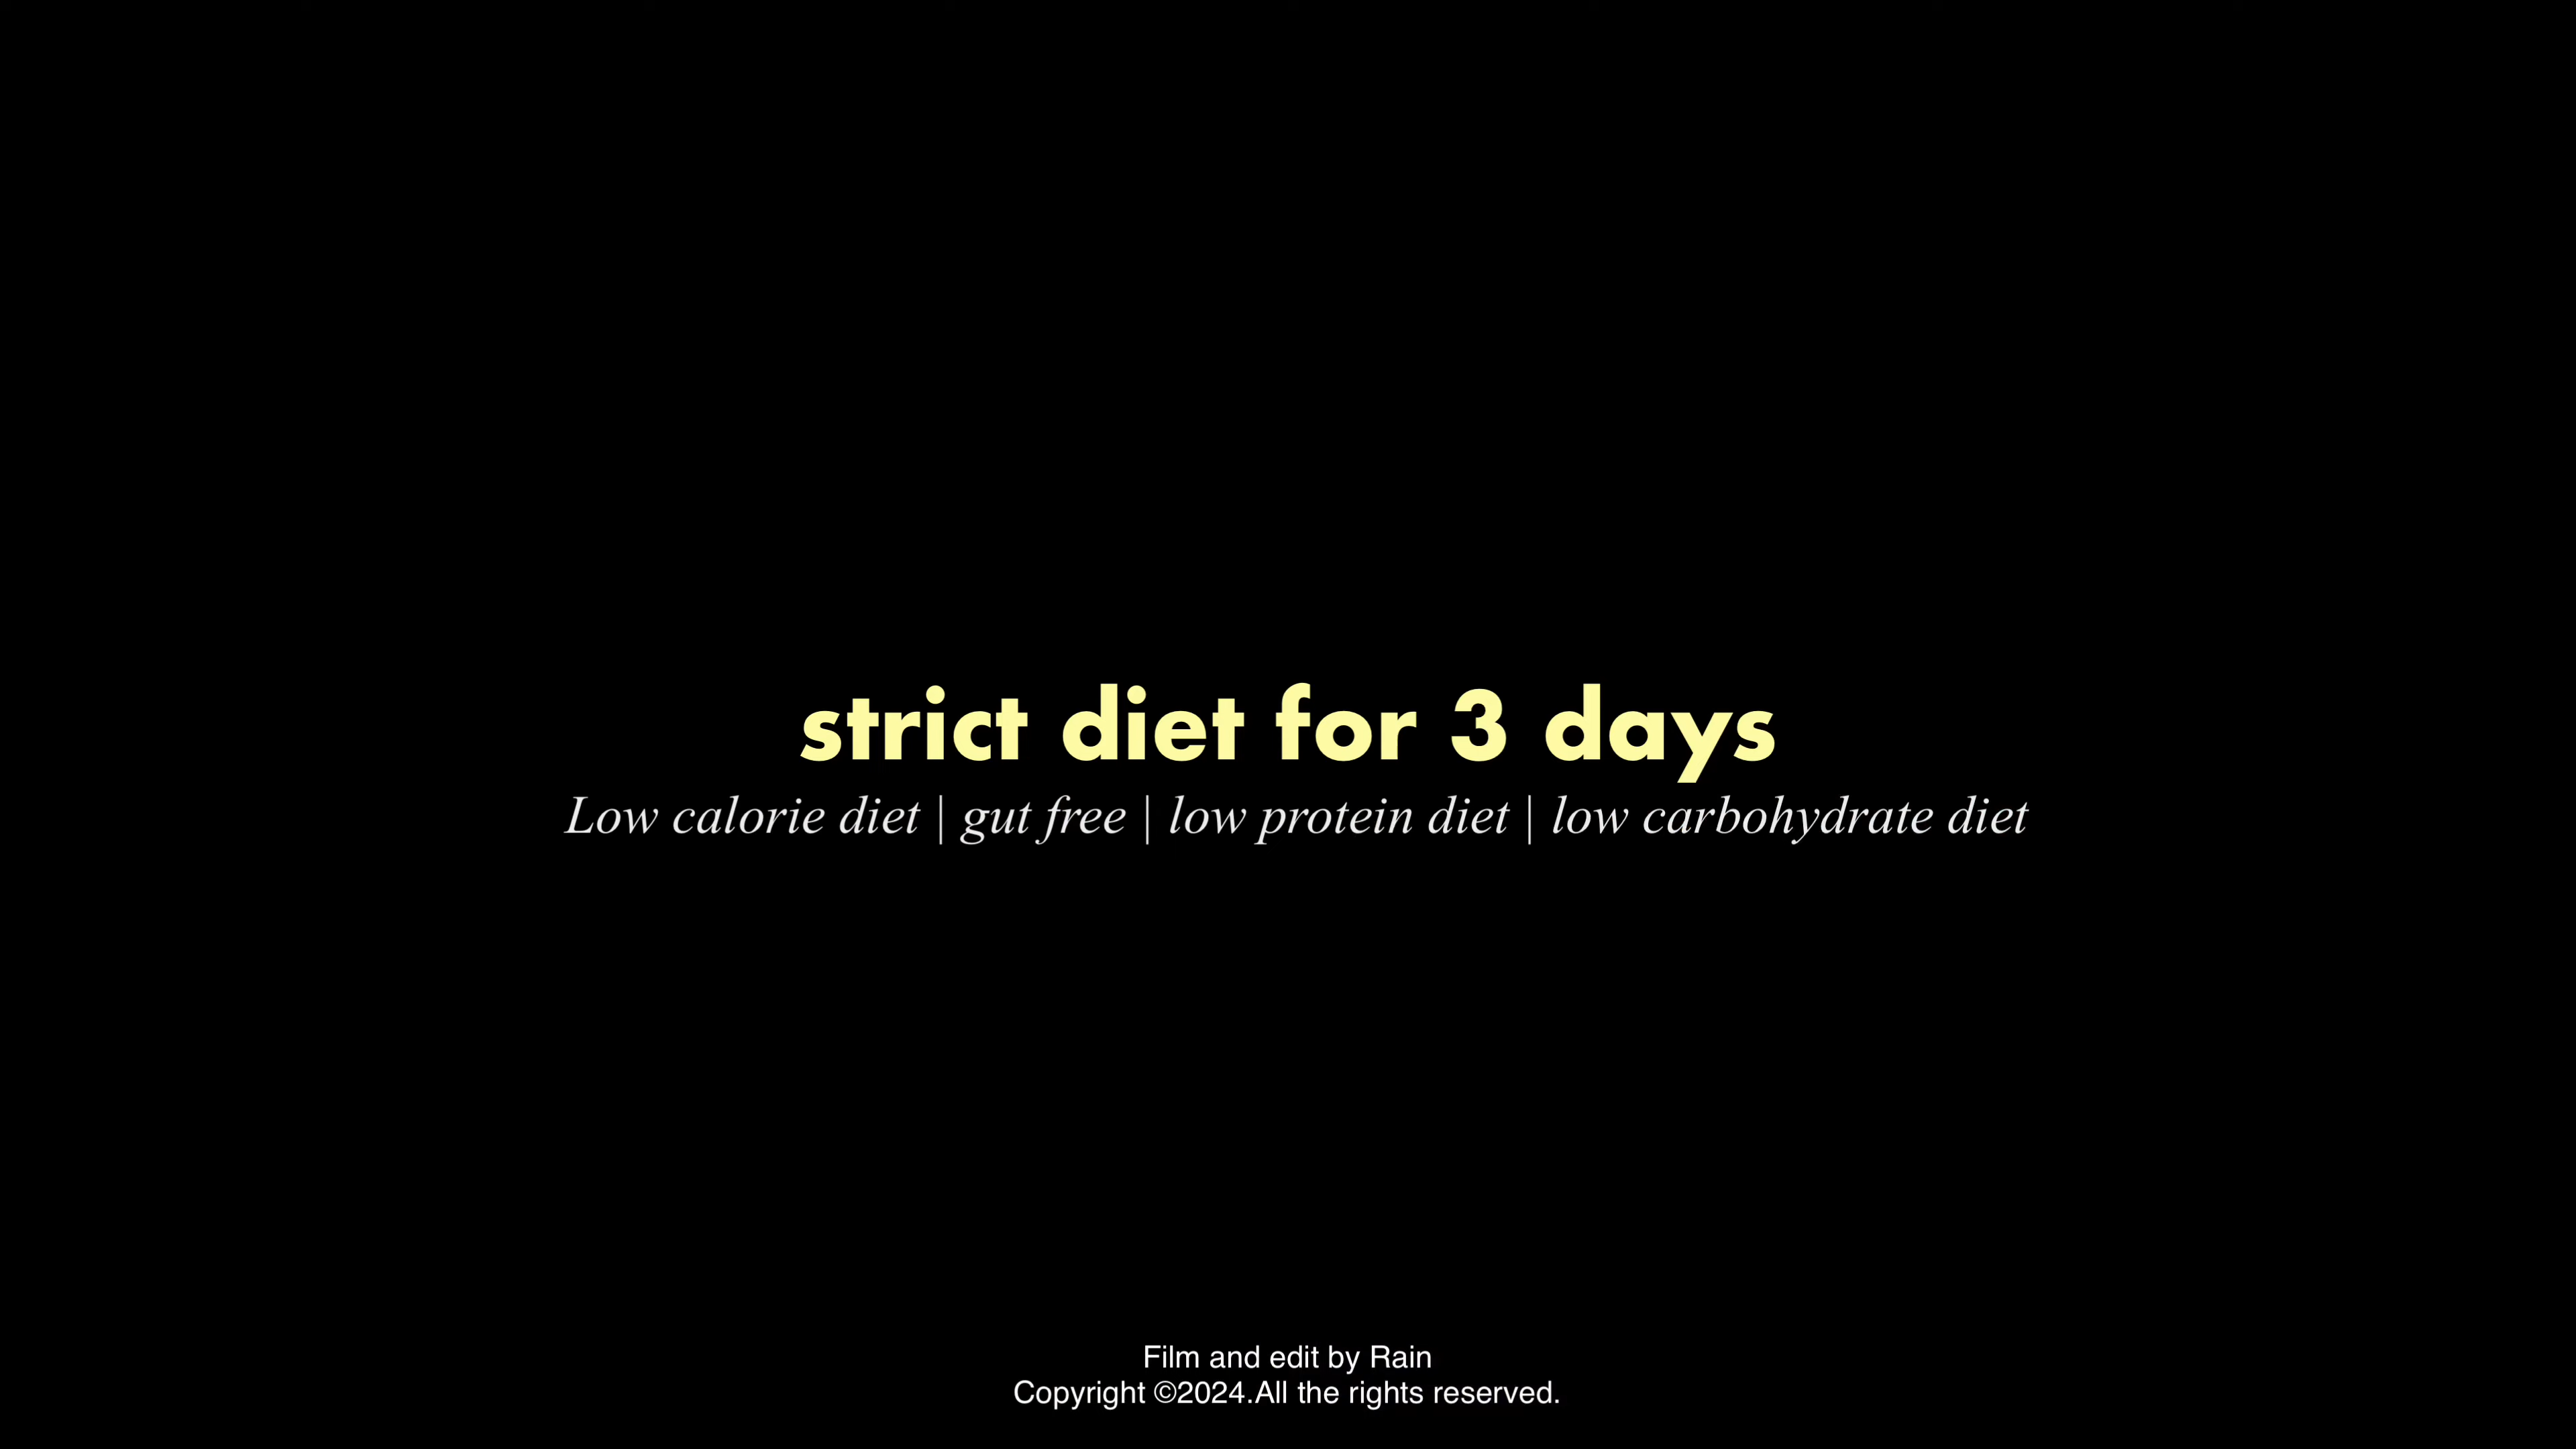 strict diet for 3 days
Low calorie diet | gut free | low protein diet | low carbohydrate diet
Film and edit by Rain
Copyright ©2024.All the rights reserved.